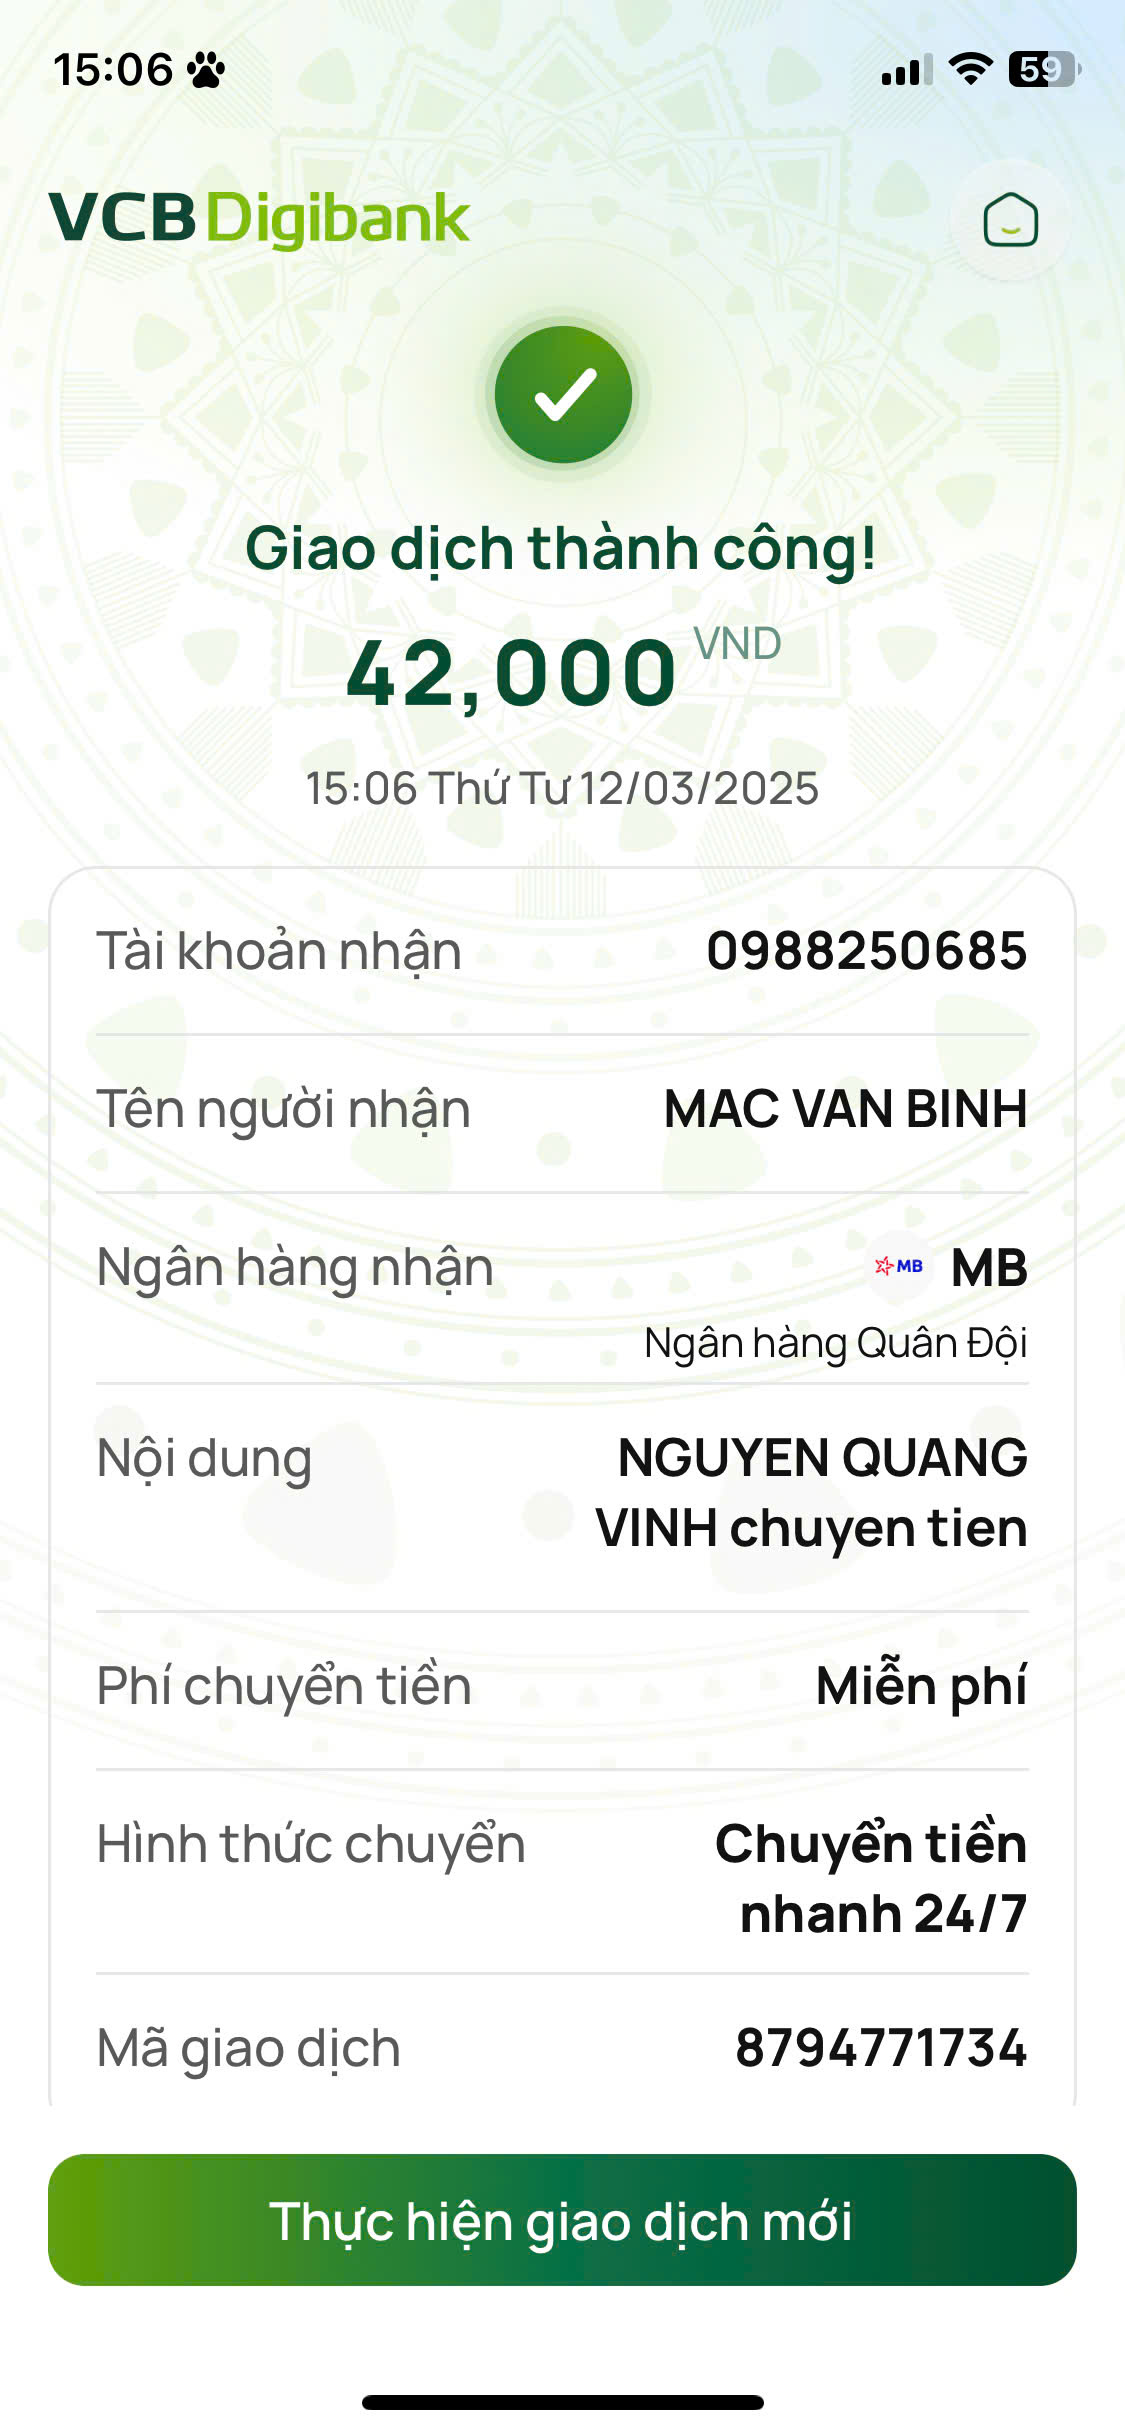 15:06
59
VCB Digibank
Giao dịch thành công!
42,000 VND
15:06 Thứ Tư 12/03/2025
Tài khoản nhận 0988250685
Tên người nhận MAC VAN BINH
Ngân hàng nhận MB MB
Ngân hàng Quân Đội
Nội dung NGUYEN QUANG
VINH chuyen tien
Phí chuyển tiền Miễn phí
Hình thức chuyển Chuyển tiền
nhanh 24/7
Mã giao dịch 8794771734
Thực hiện giao dịch mới